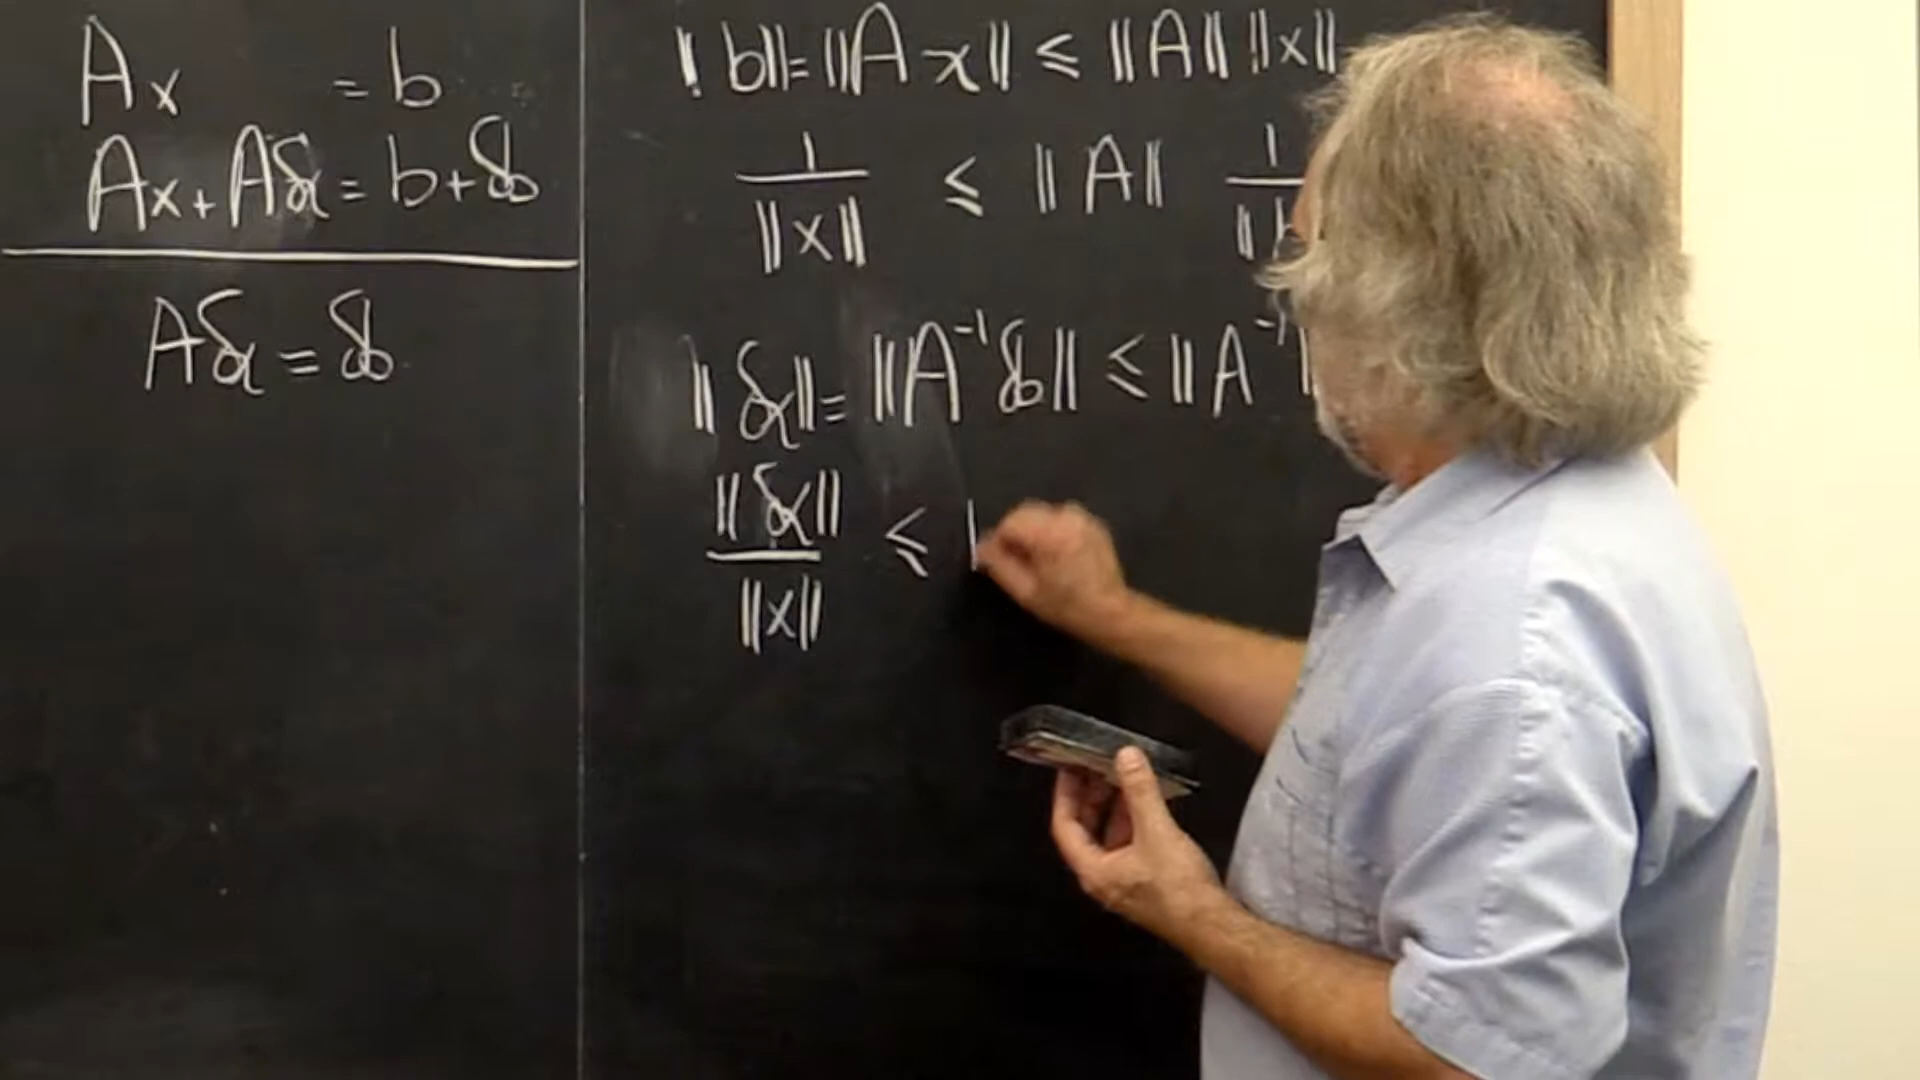 Ax = b
Ax + Aδx = b + δb
Aδx = δb
‖b‖ = ‖Ax‖ ≤ ‖A‖ ‖x‖
1/‖x‖ ≤ ‖A‖ 1/‖b
‖δx‖ = ‖A⁻¹δb‖ ≤ ‖A⁻¹‖
‖δx‖/‖x‖ ≤ |